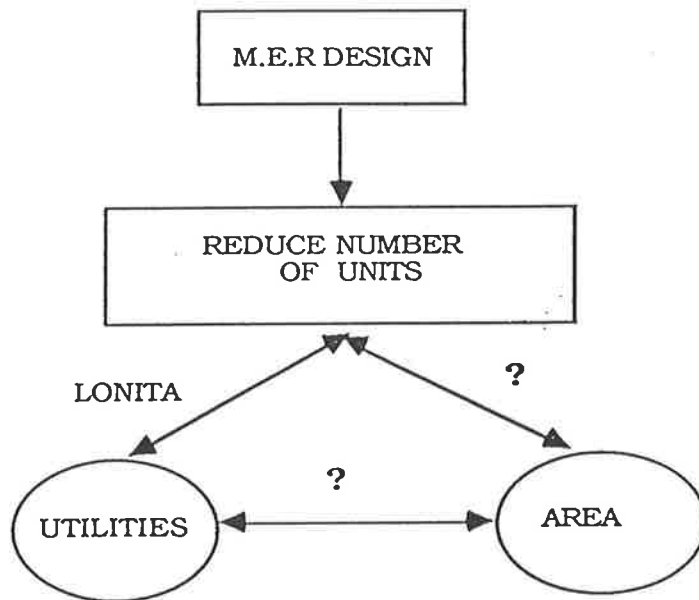 M.E.R DESIGN
REDUCE NUMBER
OF UNITS
LONITA
?
?
UTILITIES
AREA